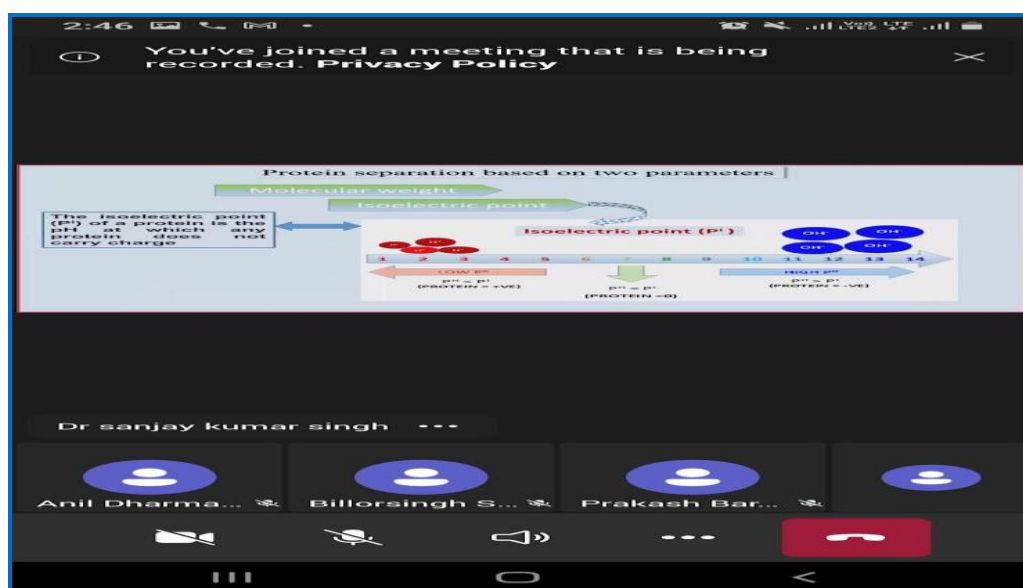 2:46
You've joined a meeting that is being
recorded. Privacy Policy
Protein separation based on two parameters
Molecular weight
Isoelectric point
The isoelectric point
(Pᴵ) of a protein is the
pH at which any
protein does not
carry charge
Isoelectric point (Pᴵ)
H⁺ H⁺ H⁺ H⁺ H⁺
OH⁻ OH⁻
OH⁻ OH⁻
1 2 3 4 5 6 7 8 9 10 11 12 13 14
LOW Pᴴ
HIGH Pᴴ
(PROTEIN = +VE)
Pᴴ = Pᴵ
(PROTEIN =0)
(PROTEIN = -VE)
Dr sanjay kumar singh
Anil Dharma... Billorsingh S... Prakash Bar...